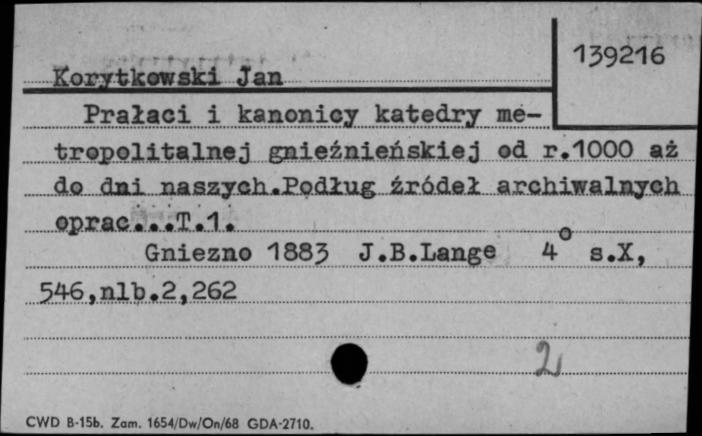 139216
Korytkowski Jan
Prałaci i kanonicy katedry me-
tropolitalnej gnieźnieńskiej od r.1000 aż
do dni naszych.Podług źródeł archiwalnych
oprac...T.1.
Gniezno 1883 J.B.Lange 4° s.X,
546,nlb.2,262
2
CWD B-15b. Zam. 1654/Dw/On/68 GDA-2710.